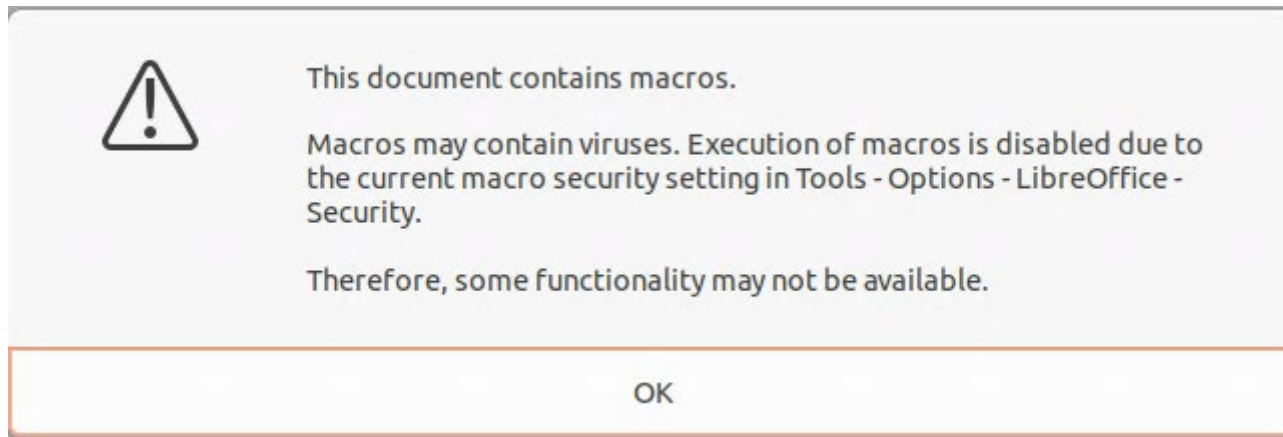 This document contains macros.
Macros may contain viruses. Execution of macros is disabled due to
the current macro security setting in Tools - Options - LibreOffice -
Security.
Therefore, some functionality may not be available.
OK